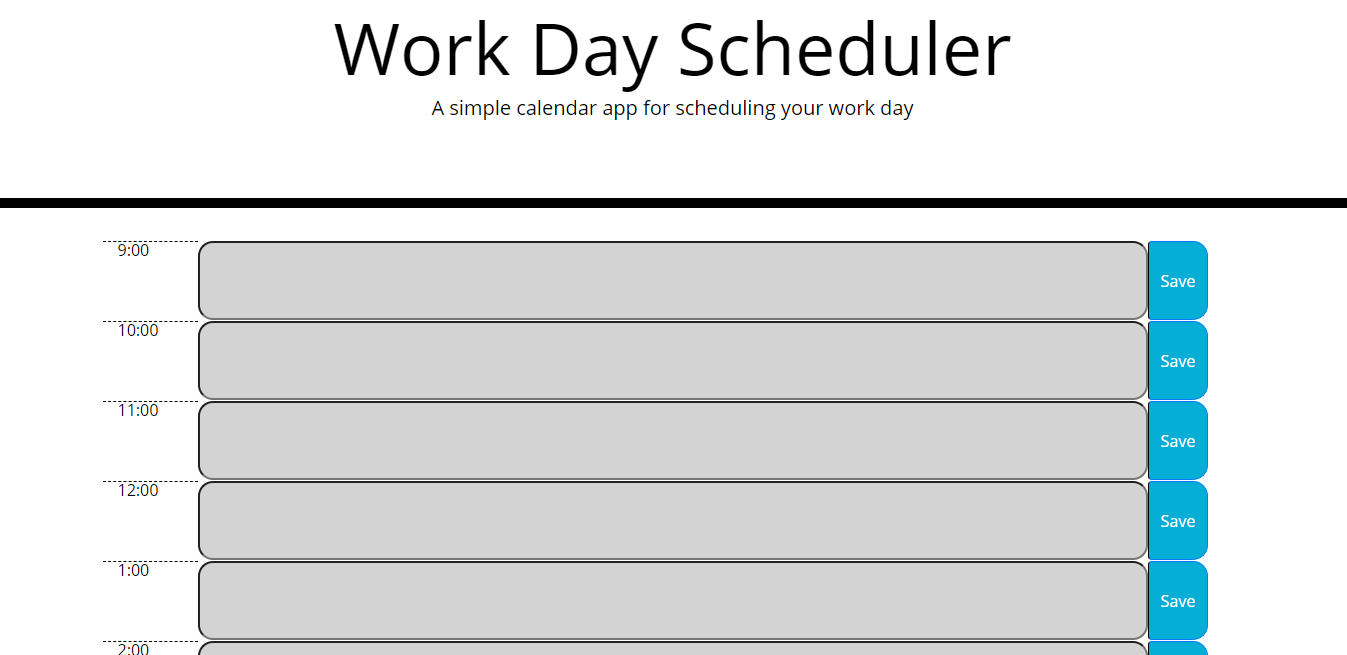 Work Day Scheduler
A simple calendar app for scheduling your work day
9:00
Save
10:00
Save
11:00
Save
12:00
Save
1:00
Save
2:00